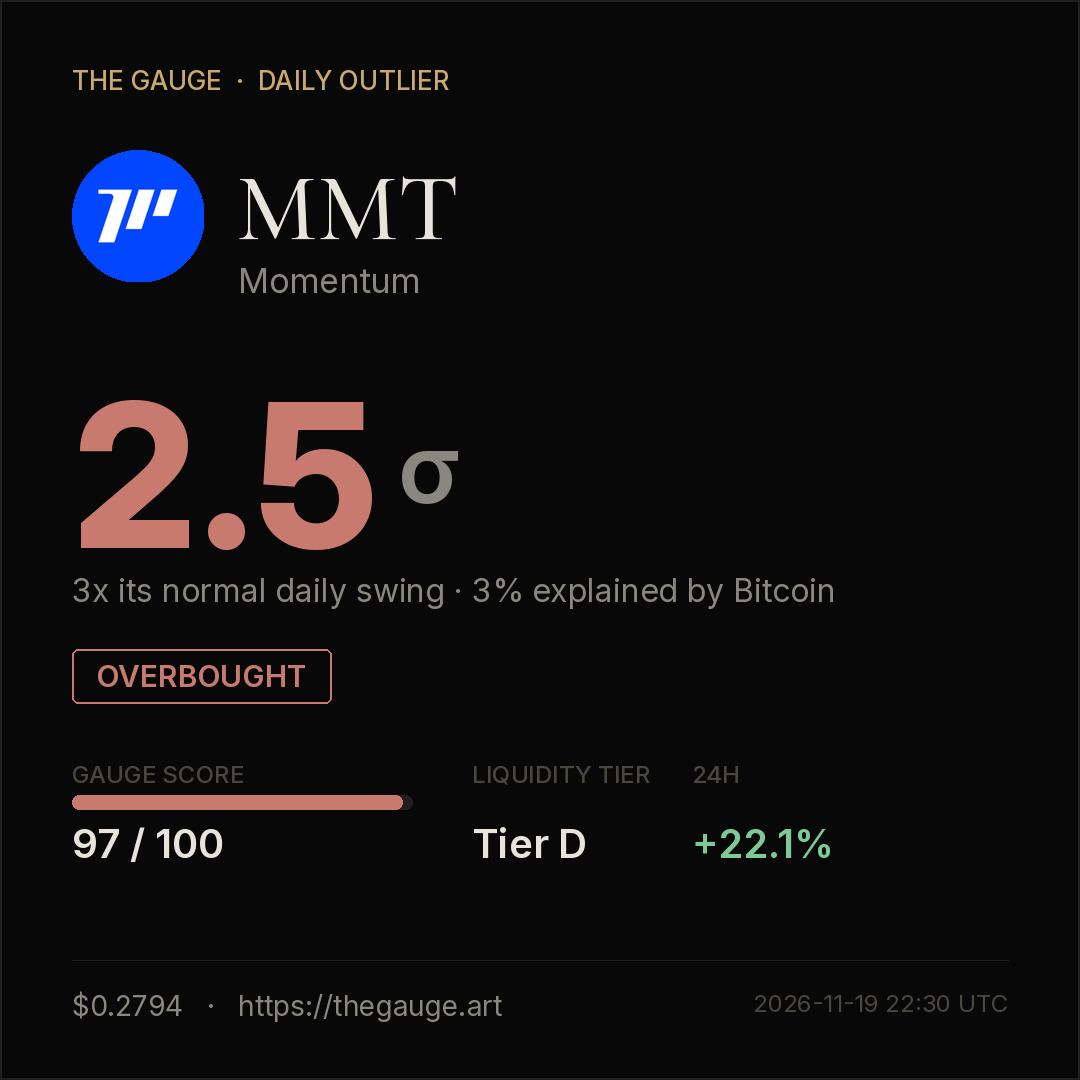 THE GAUGE · DAILY OUTLIER
MMT
Momentum
2.5 σ
3x its normal daily swing · 3% explained by Bitcoin
OVERBOUGHT
GAUGE SCORE LIQUIDITY TIER 24H
97 / 100 Tier D +22.1%
$0.2794 · https://thegauge.art 2026-11-19 22:30 UTC